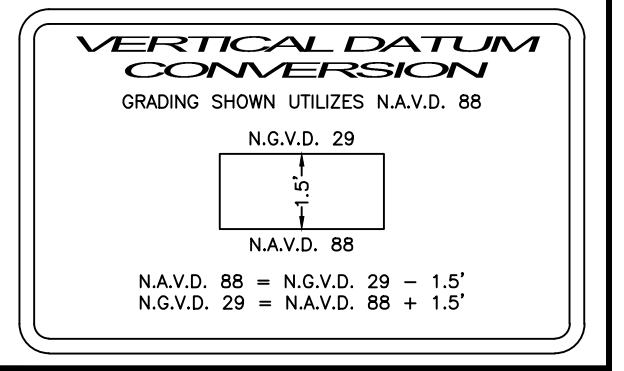 VERTICAL DATUM
CONVERSION
GRADING SHOWN UTILIZES N.A.V.D. 88
N.G.V.D. 29
1.5'
N.A.V.D. 88
N.A.V.D. 88 = N.G.V.D. 29 - 1.5'
N.G.V.D. 29 = N.A.V.D. 88 + 1.5'